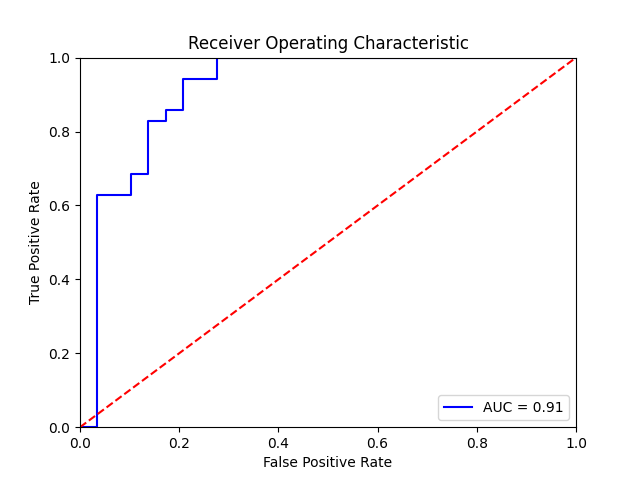 Receiver Operating Characteristic
True Positive Rate
1.0
0.8
0.6
0.4
0.2
0.0
AUC = 0.91
0.0 0.2 0.4 0.6 0.8 1.0
False Positive Rate